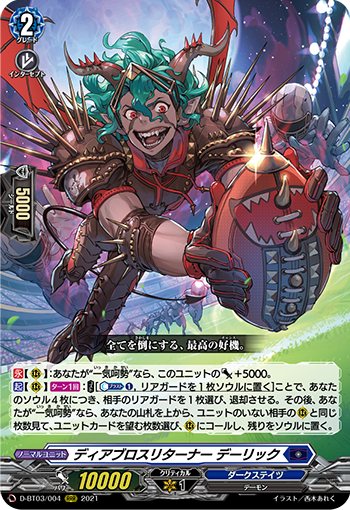 2
グレード
インターセプト
5000
シールド
全てを倒にする、最高の好機。
永【R】:あなたが"一気呵勢"なら、このユニットの+5000。
起【R】【ターン1回】:[【ブラスト1】, リアガードを1枚ソウルに置く]ことで、あなた
のソウル4枚につき、相手のリアガードを1枚選び、退却させる。その後、あな
たが"一気呵勢"なら、あなたの山札を上から、ユニットのいない相手の【R】と同じ
枚数見て、ユニットカードを望む枚数選び、【R】にコールし、残りをソウルに置く。
ノーマルユニット
ディアブロスリターナー デーリック
パワー
10000
クリティカル
1
ダークステイツ
デーモン
D-BT03/004 RRR 2021
イラスト/西木あれく